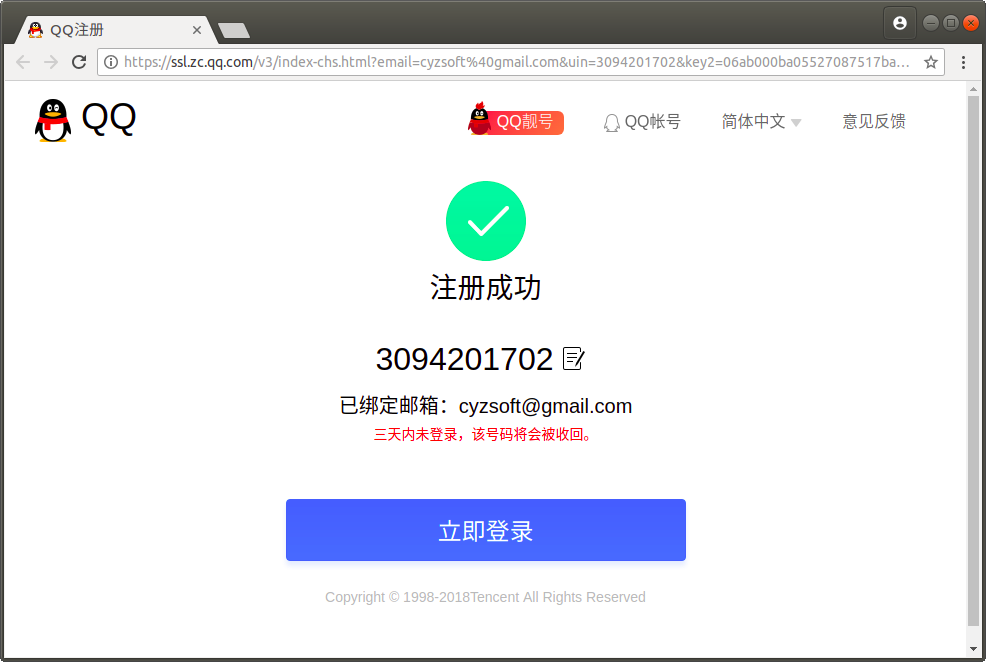 QQ注册
https://ssl.zc.qq.com/v3/index-chs.html?email=cyzsoft%40gmail.com&uin=3094201702&key2=06ab000ba05527087517ba...
QQ
QQ靓号
QQ帐号
简体中文
意见反馈
注册成功
3094201702
已绑定邮箱：cyzsoft@gmail.com
三天内未登录，该号码将会被收回。
立即登录
Copyright © 1998-2018Tencent All Rights Reserved